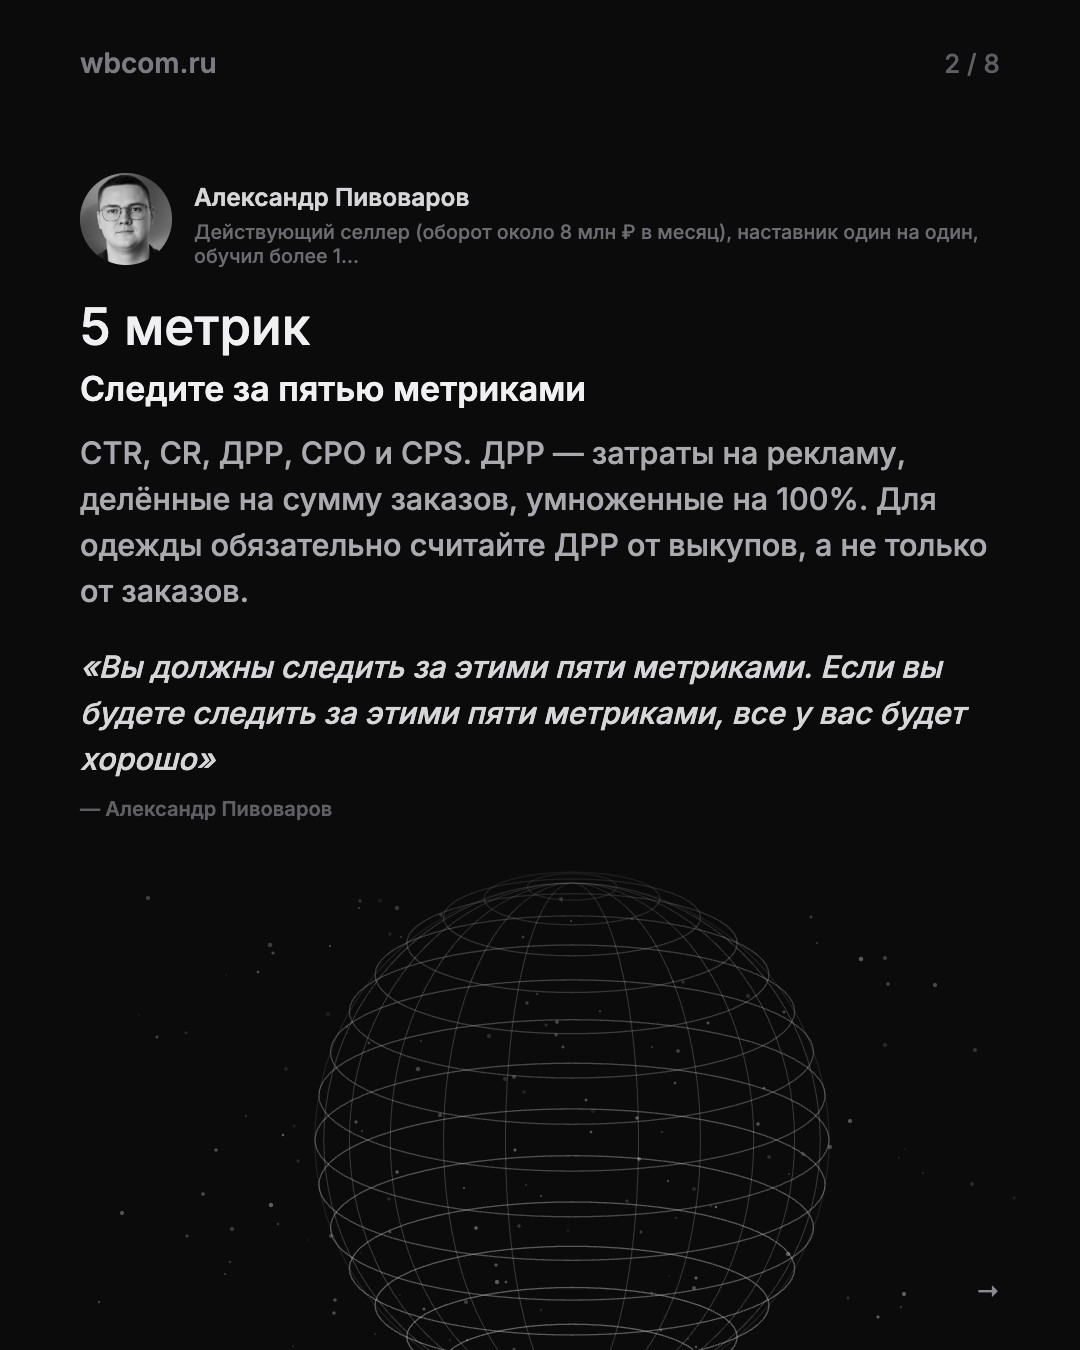 wbcom.ru
2 / 8
Александр Пивоваров
Действующий селлер (оборот около 8 млн ₽ в месяц), наставник один на один,
обучил более 1...
5 метрик
Следите за пятью метриками
CTR, CR, ДРР, CPO и CPS. ДРР — затраты на рекламу,
делённые на сумму заказов, умноженные на 100%. Для
одежды обязательно считайте ДРР от выкупов, а не только
от заказов.
«Вы должны следить за этими пяти метриками. Если вы
будете следить за этими пяти метриками, все у вас будет
хорошо»
— Александр Пивоваров
→